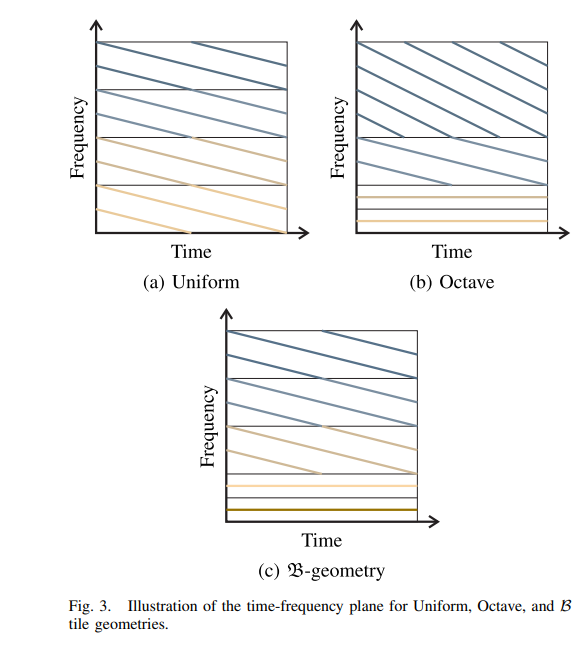 Frequency
Time
(a) Uniform
Frequency
Time
(b) Octave
Frequency
Time
(c) 𝔅-geometry
Fig. 3. Illustration of the time-frequency plane for Uniform, Octave, and ℬ
tile geometries.